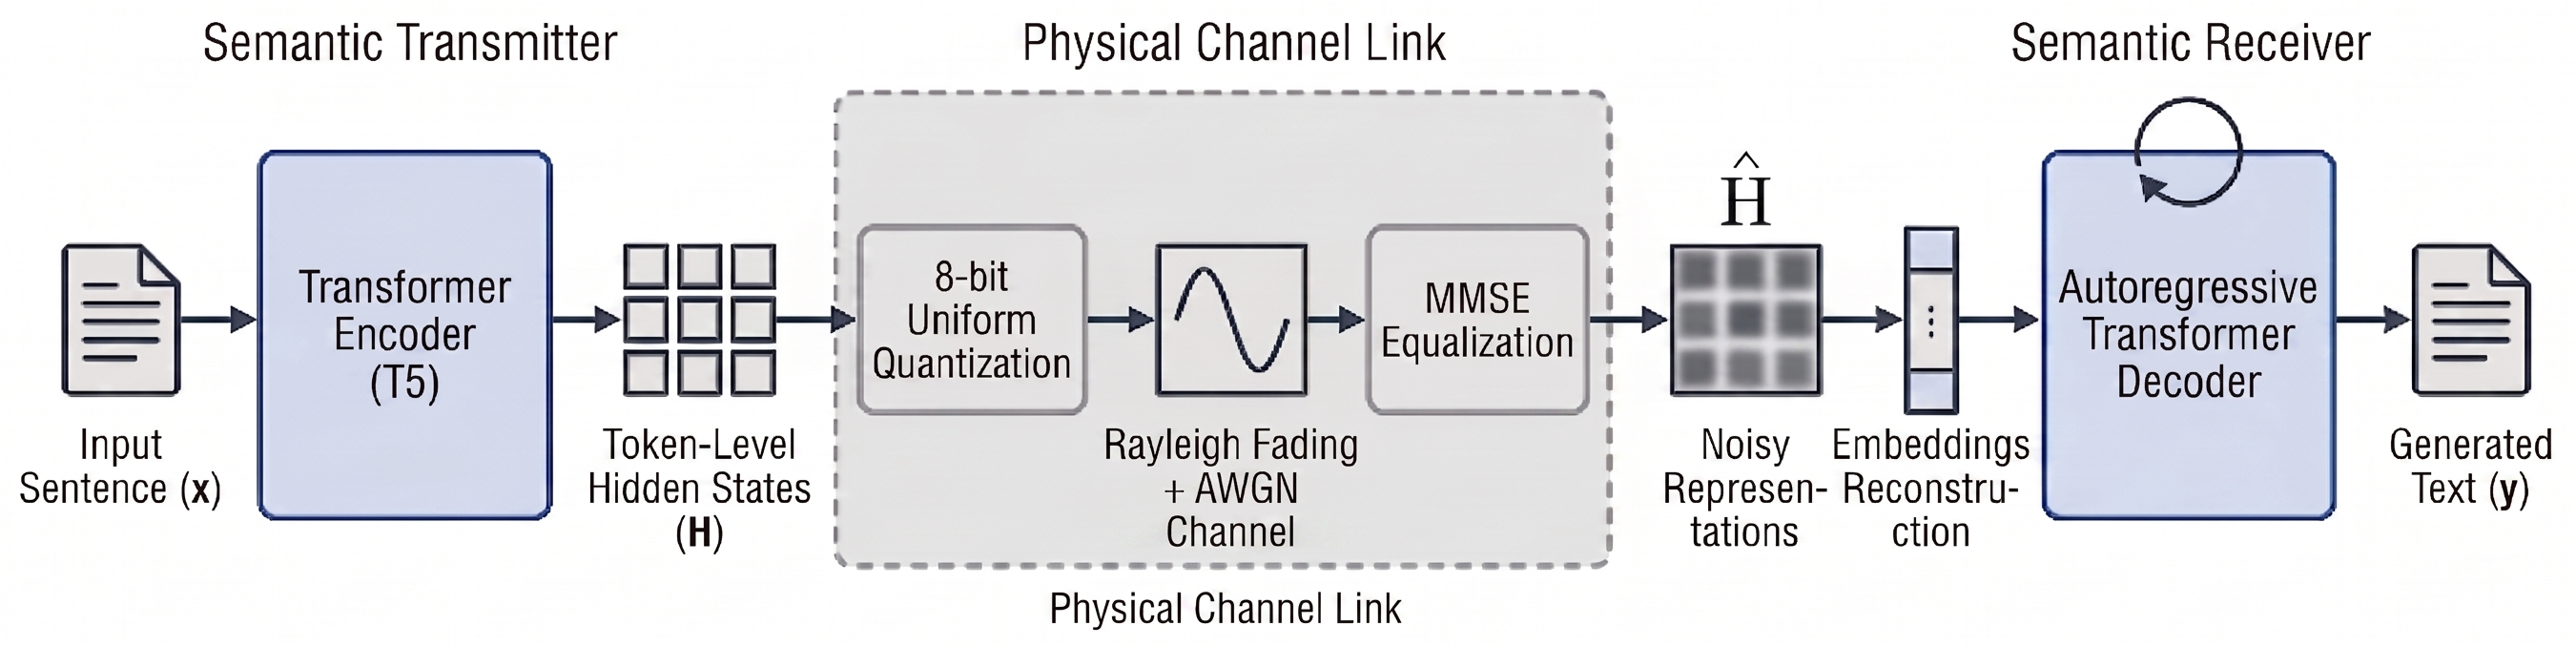 Semantic Transmitter
Physical Channel Link
Semantic Receiver
Input
Sentence (x)
Transformer
Encoder
(T5)
Token-Level
Hidden States
(H)
8-bit
Uniform
Quantization
Rayleigh Fading
+ AWGN
Channel
MMSE
Equalization
Physical Channel Link
Ĥ
Noisy
Represen-
tations
Embeddings
Reconstru-
ction
Autoregressive
Transformer
Decoder
Generated
Text (y)